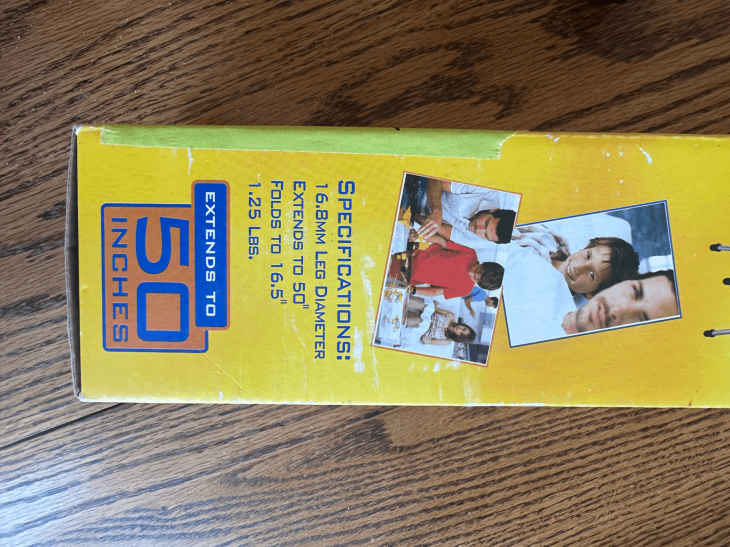 SPECIFICATIONS:
16.8MM LEG DIAMETER
EXTENDS TO 50"
FOLDS TO 16.5"
1.25 LBS.
EXTENDS TO
50
INCHES